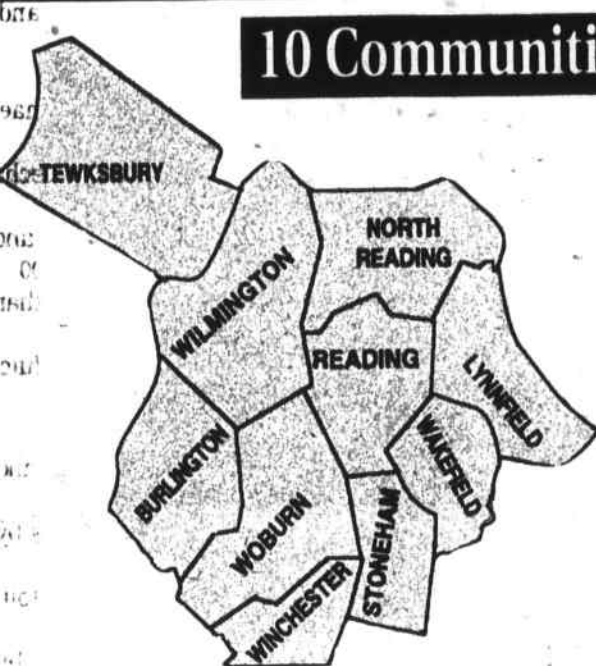 10 Communiti
TEWKSBURY
WILMINGTON
NORTH
READING
READING
LYNNFIELD
BURLINGTON
WAKEFIELD
WOBURN
STONEHAM
WINCHESTER